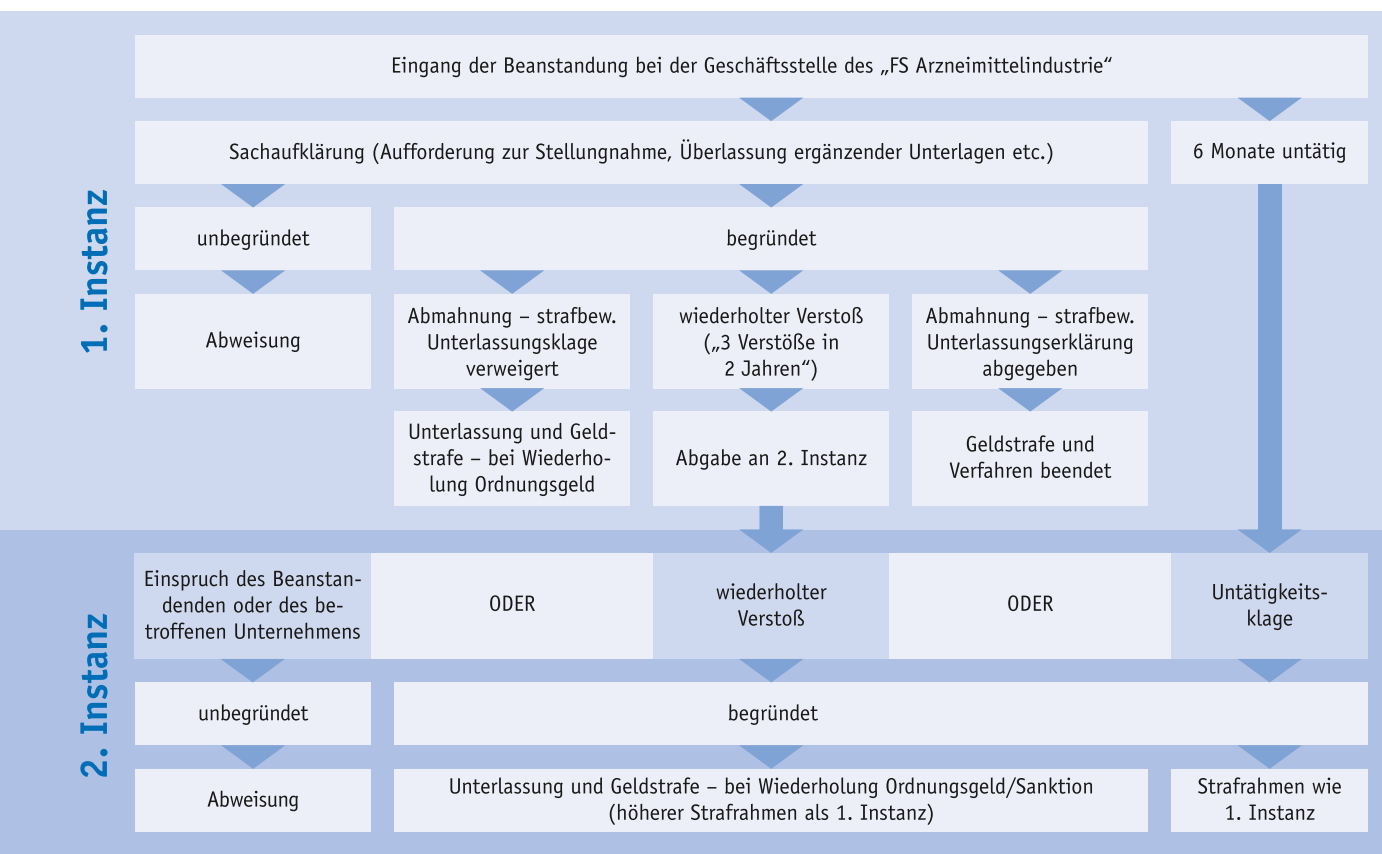 1. Instanz
Eingang der Beanstandung bei der Geschäftsstelle des „FS Arzneimittelindustrie“
Sachaufklärung (Aufforderung zur Stellungnahme, Überlassung ergänzender Unterlagen etc.)
6 Monate untätig
unbegründet
begründet
Abweisung
Abmahnung – strafbew.
Unterlassungsklage
verweigert
wiederholter Verstoß
(„3 Verstöße in
2 Jahren“)
Abmahnung – strafbew.
Unterlassungserklärung
abgegeben
Unterlassung und Geld-
strafe – bei Wiederho-
lung Ordnungsgeld
Abgabe an 2. Instanz
Geldstrafe und
Verfahren beendet
2. Instanz
Einspruch des Beanstan-
denden oder des be-
troffenen Unternehmens
ODER
wiederholter
Verstoß
ODER
Untätigkeits-
klage
unbegründet
begründet
Abweisung
Unterlassung und Geldstrafe – bei Wiederholung Ordnungsgeld/Sanktion
(höherer Strafrahmen als 1. Instanz)
Strafrahmen wie
1. Instanz